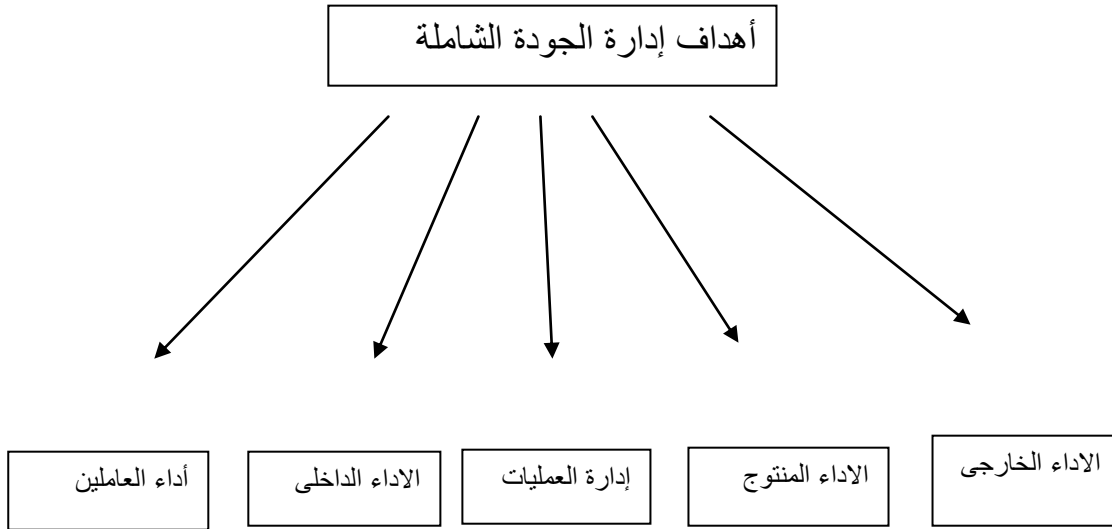 أهداف إدارة الجودة الشاملة
الاداء الخارجى
الاداء المنتوج
إدارة العمليات
الاداء الداخلى
أداء العاملين